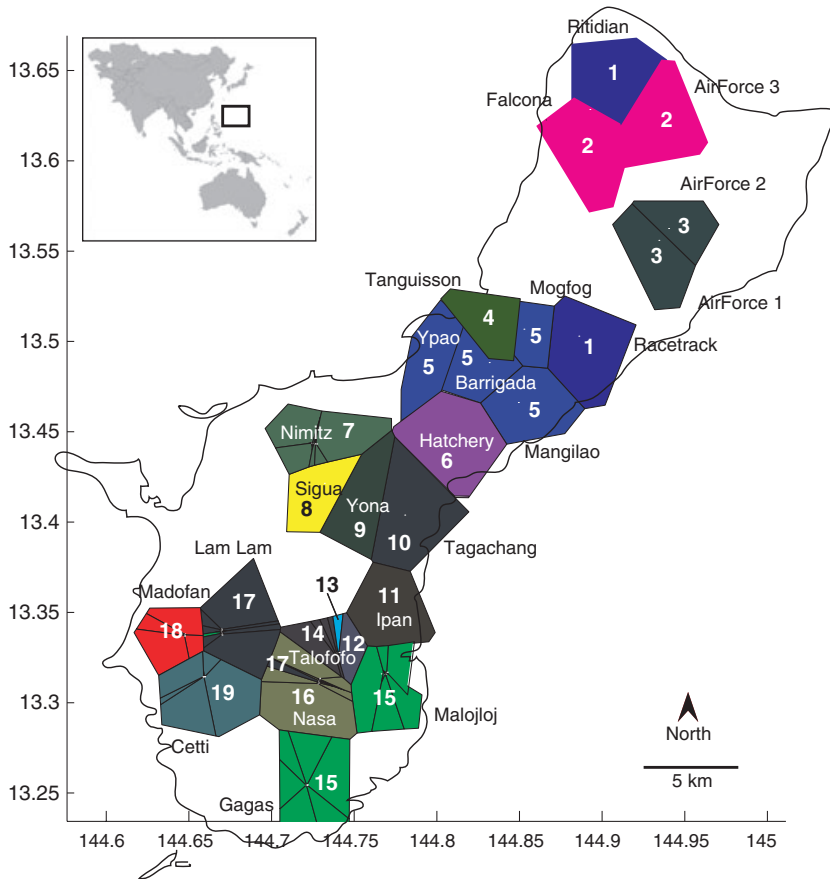 Ritidian
13.65
1
AirForce 3
Falcona
2
2
13.6
AirForce 2
3
13.55
3
Tanguisson
Mogfog
AirForce 1
4
13.5
Ypao
5
1
Racetrack
5
5
Barrigada
5
13.45
Nimitz
7
Hatchery
Mangilao
6
Sigua
8
Yona
13.4
9
10
Tagachang
Lam Lam
13
Madofan
17
11
13.35
Ipan
18
14
12
Talofofo
17
19
16
15
13.3
Nasa
Malojloj
North
Cetti
5 km
15
13.25
Gagas
144.6
144.65
144.7
144.75
144.8
144.85
144.9
144.95
145